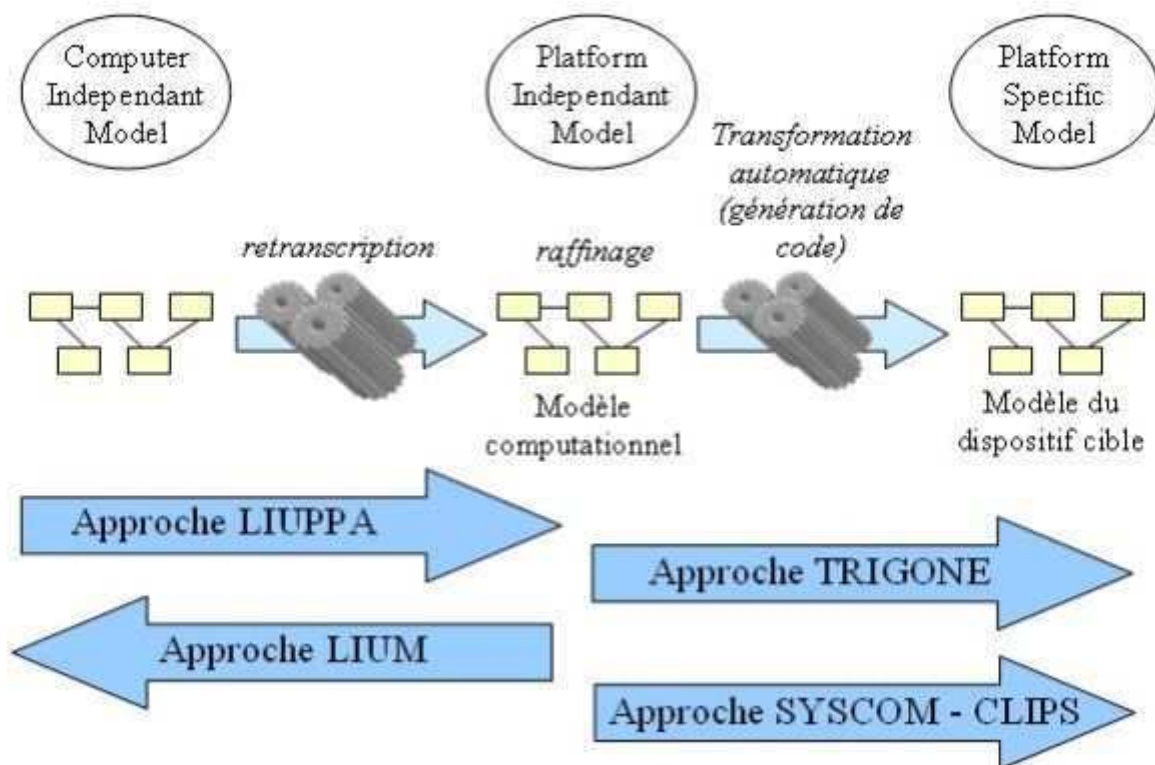 Computer
Independant
Model
Platform
Independant
Model
Platform
Specific
Model
Transformation
automatique
(génération de
code)
retranscription
raffinage
Modèle
computationnel
Modèle du
dispositif cible
Approche LIUPPA
Approche TRIGONE
Approche LIUM
Approche SYSCOM - CLIPS